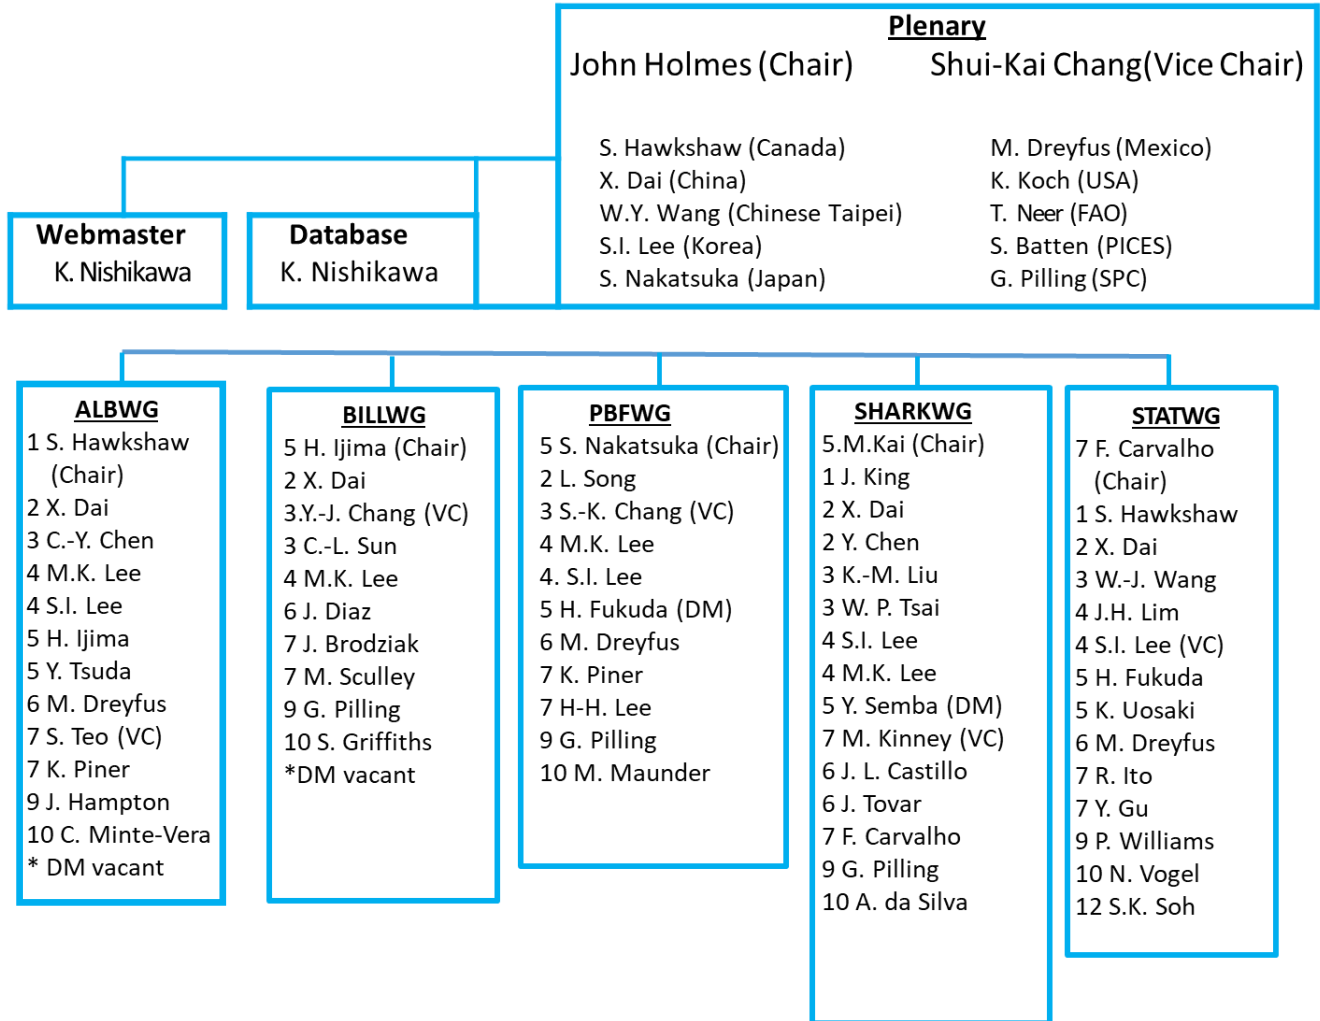 Plenary
John Holmes (Chair) Shui-Kai Chang(Vice Chair)
S. Hawkshaw (Canada)
X. Dai (China)
W.Y. Wang (Chinese Taipei)
S.I. Lee (Korea)
S. Nakatsuka (Japan)
M. Dreyfus (Mexico)
K. Koch (USA)
T. Neer (FAO)
S. Batten (PICES)
G. Pilling (SPC)
Webmaster
K. Nishikawa
Database
K. Nishikawa
ALBWG
1 S. Hawkshaw
(Chair)
2 X. Dai
3 C.-Y. Chen
4 M.K. Lee
4 S.I. Lee
5 H. Ijima
5 Y. Tsuda
6 M. Dreyfus
7 S. Teo (VC)
7 K. Piner
9 J. Hampton
10 C. Minte-Vera
* DM vacant
BILLWG
5 H. Ijima (Chair)
2 X. Dai
3.Y.-J. Chang (VC)
3 C.-L. Sun
4 M.K. Lee
6 J. Diaz
7 J. Brodziak
7 M. Sculley
9 G. Pilling
10 S. Griffiths
*DM vacant
PBFWG
5 S. Nakatsuka (Chair)
2 L. Song
3 S.-K. Chang (VC)
4 M.K. Lee
4. S.I. Lee
5 H. Fukuda (DM)
6 M. Dreyfus
7 K. Piner
7 H-H. Lee
9 G. Pilling
10 M. Maunder
SHARKWG
5.M.Kai (Chair)
1 J. King
2 X. Dai
2 Y. Chen
3 K.-M. Liu
3 W. P. Tsai
4 S.I. Lee
4 M.K. Lee
5 Y. Semba (DM)
7 M. Kinney (VC)
6 J. L. Castillo
6 J. Tovar
7 F. Carvalho
9 G. Pilling
10 A. da Silva
STATWG
7 F. Carvalho
(Chair)
1 S. Hawkshaw
2 X. Dai
3 W.-J. Wang
4 J.H. Lim
4 S.I. Lee (VC)
5 H. Fukuda
5 K. Uosaki
6 M. Dreyfus
7 R. Ito
7 Y. Gu
9 P. Williams
10 N. Vogel
12 S.K. Soh